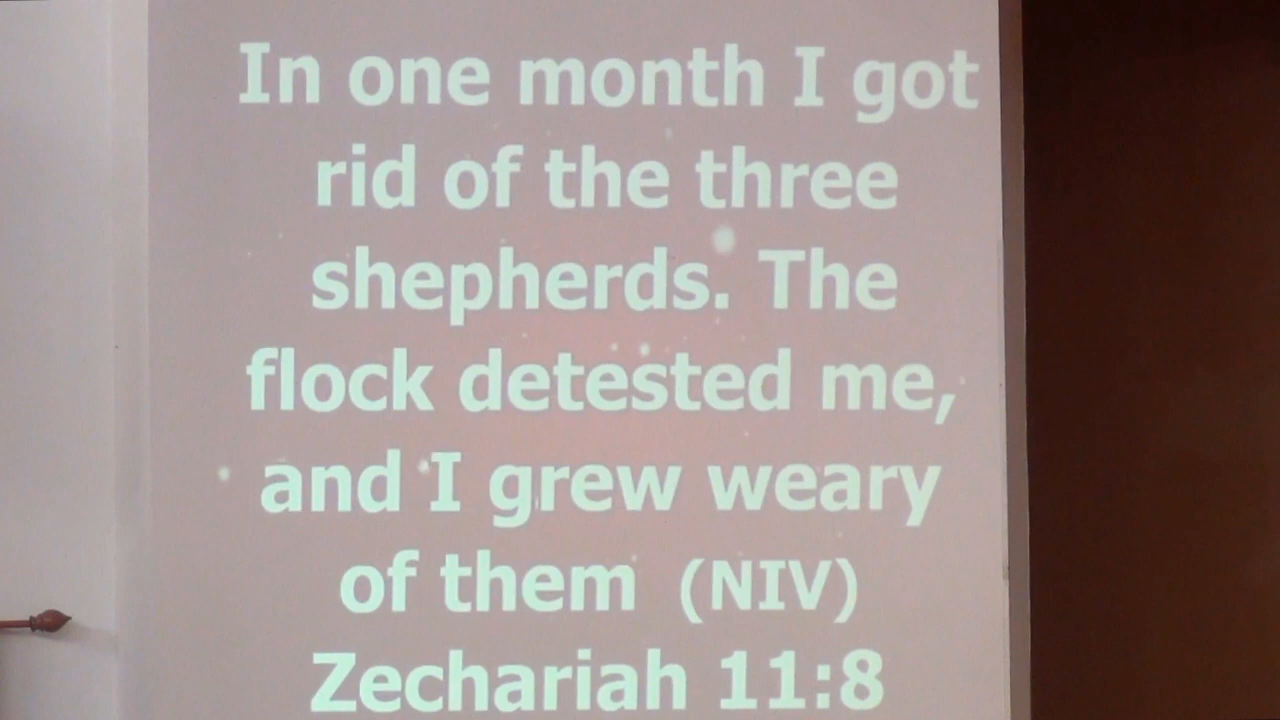 In one month I got
rid of the three
shepherds. The
flock detested me,
and I grew weary
of them (NIV)
Zechariah 11:8